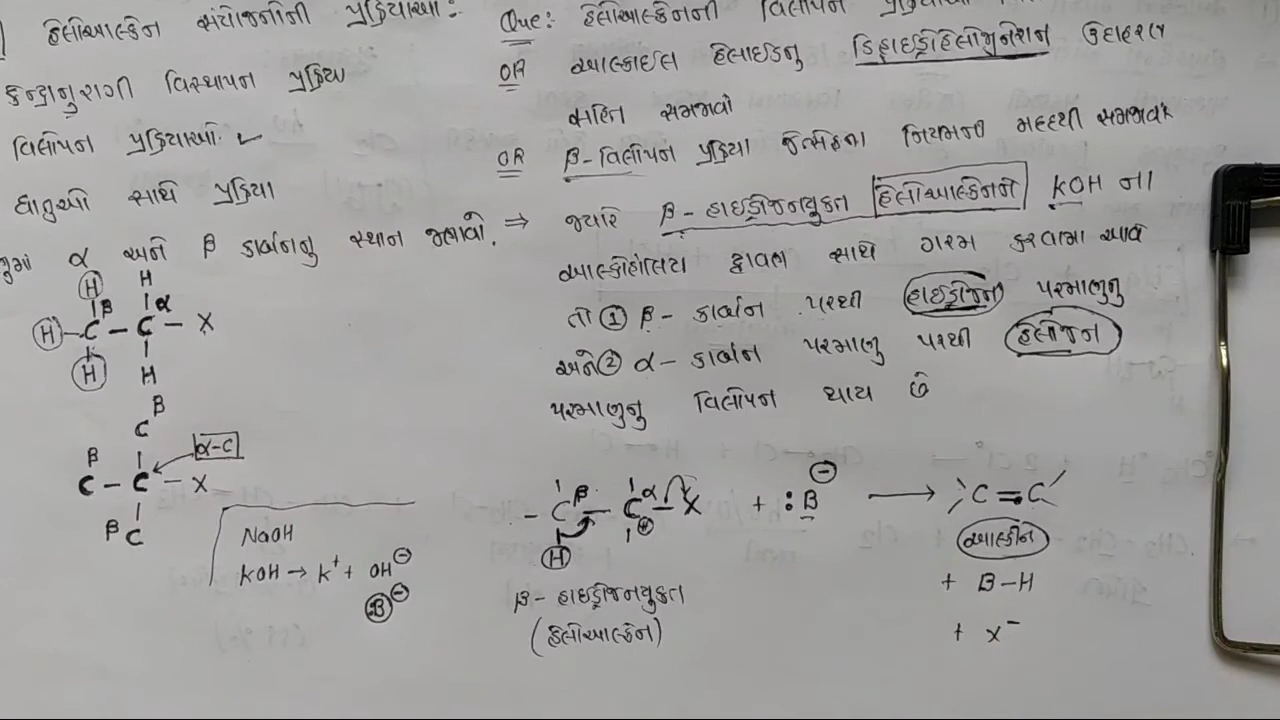 હેલોઆલ્કેન સંયોજનોની પ્રક્રિયાઓ :-
કેન્દ્રાનુરાગી વિસ્થાપન પ્રક્રિયા
વિલોપન પ્રક્રિયાઓ
ધાતુઓ સાથે પ્રક્રિયા
α અને β કાર્બનનુ સ્થાન જણાવો.
H H
β α
H - C - C - X
H H
β
C
β α-C
C - C - X
β C
NaOH
KOH → K+ + OH⊖
:B⊖
Que: હેલોઆલ્કેનની વિલોપન
OR આલ્કાઈલ હેલાઇડનુ ડિહાઇડ્રોહેલોજીનેશન ઉદાહરણ
સહિત સમજાવો
OR β-વિલોપન પ્રક્રિયા સેત્સેફના નિયમની મદદથી સમજાવો
⇒ જ્યારે β - હાઇડ્રોજનયુક્ત હેલોઆલ્કેનને KOH ના
આલ્કોહોલિય દ્રાવણ સાથે ગરમ કરવામા આવે
તો ① β - કાર્બન પરથી હાઇડ્રોજન પરમાણુનુ
અને ② α - કાર્બન પરમાણુ પરથી હેલોજન
પરમાણુનુ વિલોપન થાય છે
β α ⊖
- C - C - X + :B → C = C
H ⊕
આલ્કીન
+ B - H
+ X⁻
β - હાઇડ્રોજનયુક્ત
(હેલોઆલ્કેન)